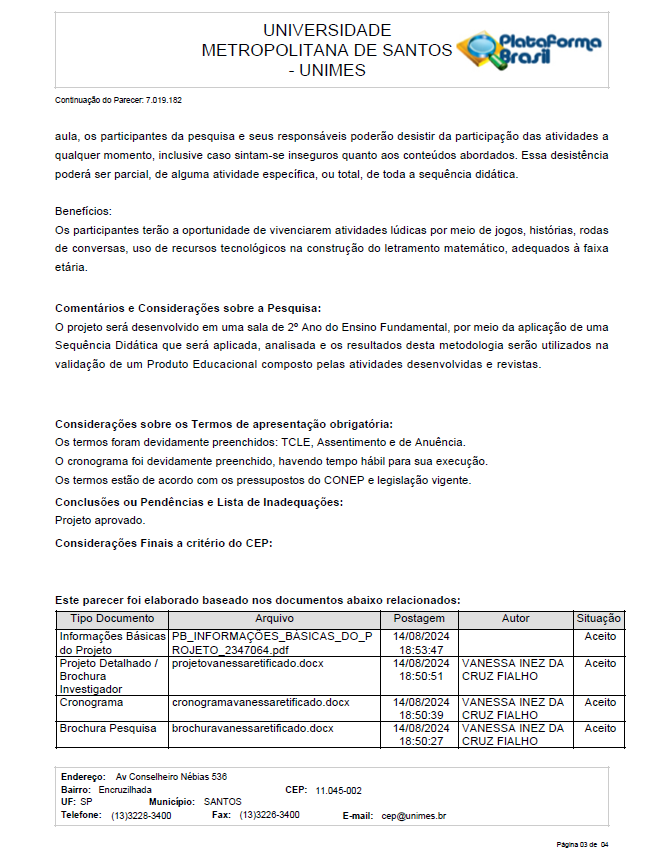 UNIVERSIDADE
METROPOLITANA DE SANTOS
- UNIMES
Plataforma
Brasil
Continuação do Parecer: 7.019.182
aula, os participantes da pesquisa e seus responsáveis poderão desistir da participação das atividades a
qualquer momento, inclusive caso sintam-se inseguros quanto aos conteúdos abordados. Essa desistência
poderá ser parcial, de alguma atividade específica, ou total, de toda a sequência didática.
Benefícios:
Os participantes terão a oportunidade de vivenciarem atividades lúdicas por meio de jogos, histórias, rodas
de conversas, uso de recursos tecnológicos na construção do letramento matemático, adequados à faixa
etária.
Comentários e Considerações sobre a Pesquisa:
O projeto será desenvolvido em uma sala de 2º Ano do Ensino Fundamental, por meio da aplicação de uma
Sequência Didática que será aplicada, analisada e os resultados desta metodologia serão utilizados na
validação de um Produto Educacional composto pelas atividades desenvolvidas e revistas.
Considerações sobre os Termos de apresentação obrigatória:
Os termos foram devidamente preenchidos: TCLE, Assentimento e de Anuência.
O cronograma foi devidamente preenchido, havendo tempo hábil para sua execução.
Os termos estão de acordo com os pressupostos do CONEP e legislação vigente.
Conclusões ou Pendências e Lista de Inadequações:
Projeto aprovado.
Considerações Finais a critério do CEP:
Este parecer foi elaborado baseado nos documentos abaixo relacionados:
Tipo Documento Arquivo Postagem Autor Situação
Informações Básicas PB_INFORMAÇÕES_BÁSICAS_DO_P 14/08/2024 Aceito
do Projeto ROJETO_2347064.pdf 18:53:47
Projeto Detalhado / projetovanessaretificado.docx 14/08/2024 VANESSA INEZ DA Aceito
Brochura 18:50:51 CRUZ FIALHO
Investigador
Cronograma cronogramavanessaretificado.docx 14/08/2024 VANESSA INEZ DA Aceito
18:50:39 CRUZ FIALHO
Brochura Pesquisa brochuravanessaretificado.docx 14/08/2024 VANESSA INEZ DA Aceito
18:50:27 CRUZ FIALHO
Endereço: Av Conselheiro Nébias 536
Bairro: Encruzilhada CEP: 11.045-002
UF: SP Município: SANTOS
Telefone: (13)3228-3400 Fax: (13)3226-3400 E-mail: cep@unimes.br
Página 03 de 04